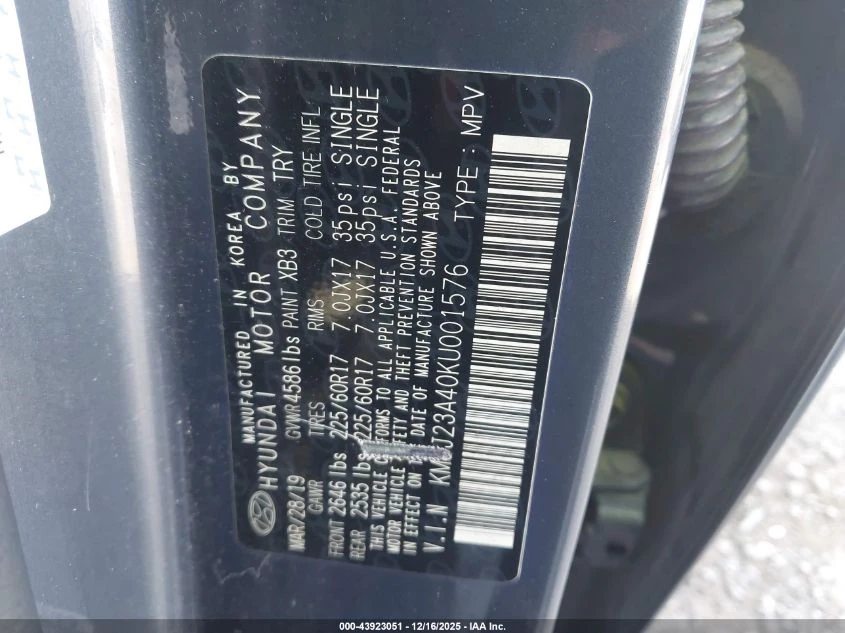 MANUFACTURED IN KOREA BY
HYUNDAI MOTOR COMPANY
MAR/28/19 GVWR 4586 lbs PAINT XB3 TRIM TRY
GAWR TIRES RIMS COLD TIRE INFL
FRONT 2646 lbs 225/60R17 7.0JX17 35psi SINGLE
REAR 2535 lbs 225/60R17 7.0JX17 35psi SINGLE
THIS VEHICLE CONFORMS TO ALL APPLICABLE U.S.A. FEDERAL
MOTOR VEHICLE SAFETY AND THEFT PREVENTION STANDARDS
IN EFFECT ON THE DATE OF MANUFACTURE SHOWN ABOVE
V.I.N KM8J23A40KU001576 TYPE : MPV
000-43923051 - 12/16/2025 - IAA Inc.